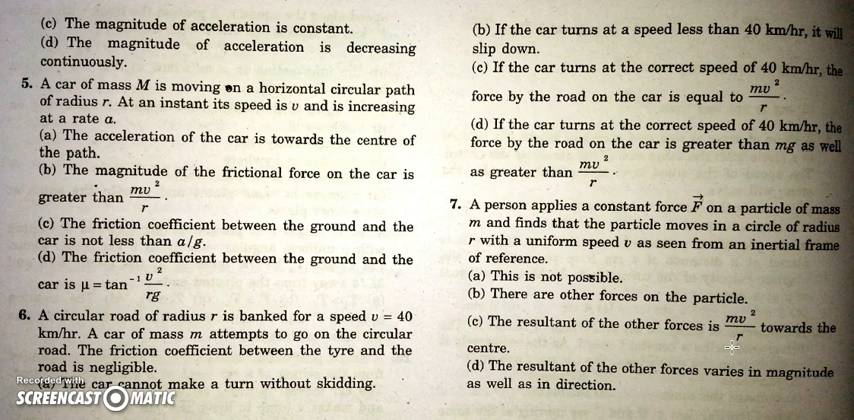 (c) The magnitude of acceleration is constant.
(d) The magnitude of acceleration is decreasing
continuously.
5. A car of mass M is moving on a horizontal circular path
of radius r. At an instant its speed is v and is increasing
at a rate a.
(a) The acceleration of the car is towards the centre of
the path.
(b) The magnitude of the frictional force on the car is
greater than mv²/r.
(c) The friction coefficient between the ground and the
car is not less than a/g.
(d) The friction coefficient between the ground and the
car is μ = tan⁻¹ v²/rg.
6. A circular road of radius r is banked for a speed v = 40
km/hr. A car of mass m attempts to go on the circular
road. The friction coefficient between the tyre and the
road is negligible.
(a) The car cannot make a turn without skidding.
(b) If the car turns at a speed less than 40 km/hr, it will
slip down.
(c) If the car turns at the correct speed of 40 km/hr, the
force by the road on the car is equal to mv²/r.
(d) If the car turns at the correct speed of 40 km/hr, the
force by the road on the car is greater than mg as well
as greater than mv²/r.
7. A person applies a constant force F⃗ on a particle of mass
m and finds that the particle moves in a circle of radius
r with a uniform speed v as seen from an inertial frame
of reference.
(a) This is not possible.
(b) There are other forces on the particle.
(c) The resultant of the other forces is mv²/r towards the
centre.
(d) The resultant of the other forces varies in magnitude
as well as in direction.
Recorded with
SCREENCAST-O-MATIC